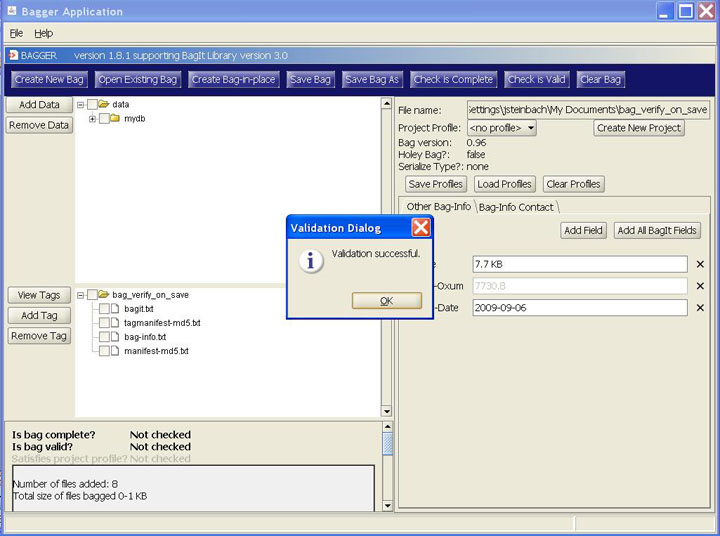 Bagger Application
File Help
BAGGER version 1.8.1 supporting BagIt Library version 3.0
Create New Bag Open Existing Bag Create Bag-in-place Save Bag Save Bag As Check is Complete Check is Valid Clear Bag
Add Data
Remove Data
data
mydb
File name: \jsteinbach\My Documents\bag_verify_on_save
Project Profile: <no profile> Create New Project
Bag version: 0.96
Holey Bag?: false
Serialize Type?: none
Save Profiles Load Profiles Clear Profiles
Other Bag-Info Bag-Info Contact
Add Field Add All BagIt Fields
7.7 KB
-Oxum 7730.8
-Date 2009-09-06
Validation Dialog
Validation successful.
OK
View Tags
Add Tag
Remove Tag
bag_verify_on_save
bagit.txt
tagmanifest-md5.txt
bag-info.txt
manifest-md5.txt
Is bag complete? Not checked
Is bag valid? Not checked
Satisfies project profile? Not checked
Number of files added: 8
Total size of files bagged 0-1 KB